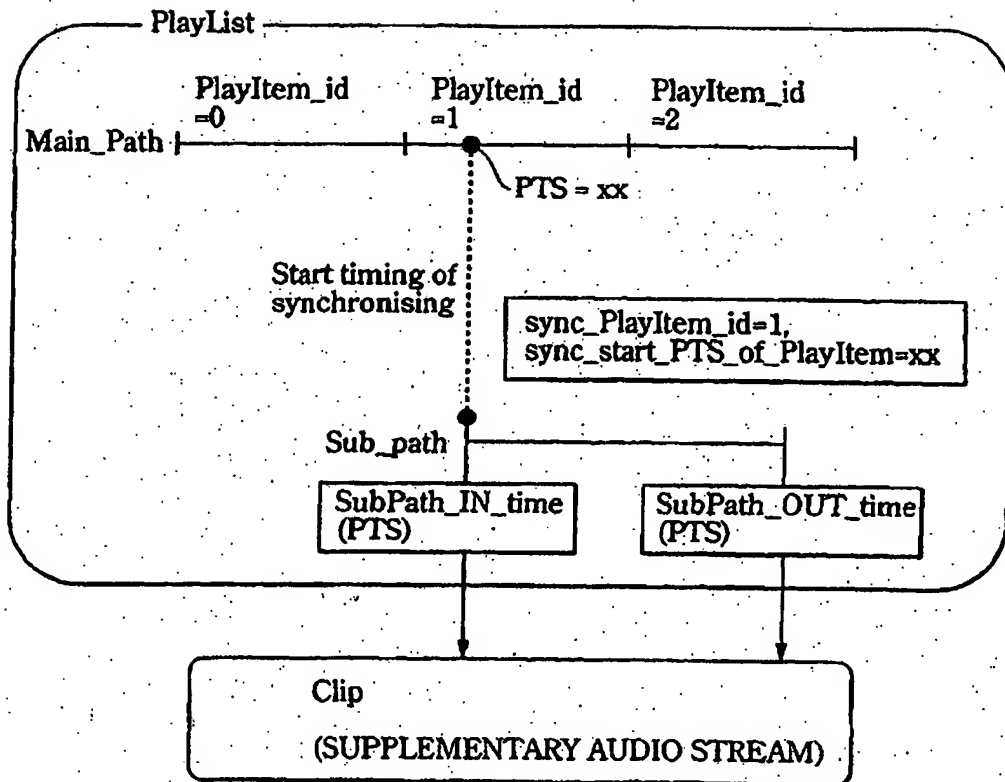 PlayList
PlayItem_id
=0
PlayItem_id
=1
PlayItem_id
=2
Main_Path
PTS = xx
Start timing of
synchronising
sync_PlayItem_id=1,
sync_start_PTS_of_PlayItem=xx
Sub_path
SubPath_IN_time
(PTS)
SubPath_OUT_time
(PTS)
Clip
(SUPPLEMENTARY AUDIO STREAM)